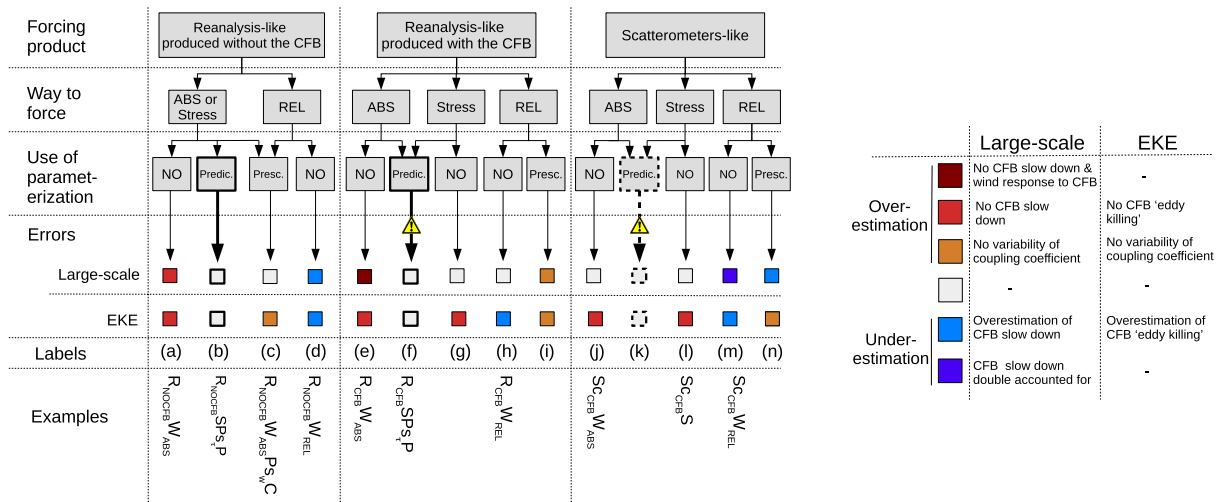 Forcing
product
Reanalysis-like
produced without the CFB
Reanalysis-like
produced with the CFB
Scatterometers-like
Way to
force
ABS or
Stress
REL
ABS
Stress
REL
ABS
Stress
REL
Use of
paramet-
erization
NO
Predic.
Presc.
NO
NO
Predic.
NO
NO
Presc.
NO
Predic.
NO
NO
Presc.
Errors
!
!
Large-scale
EKE
Labels
(a)
(b)
(c)
(d)
(e)
(f)
(g)
(h)
(i)
(j)
(k)
(l)
(m)
(n)
Examples
R_NOCFB W_ABS
R_NOCFB SPs_τ P
R_NOCFB W_ABS Ps_W C
R_NOCFB W_REL
R_CFB W_ABS
R_CFB SPs_τ P
R_CFB W_REL
Sc_CFB W_ABS
Sc_CFB S
Sc_CFB W_REL
Large-scale
EKE
Over-
estimation
No CFB slow down &
wind response to CFB
-
No CFB slow
down
No CFB ‘eddy
killing’
No variability of
coupling coefficient
No variability of
coupling coefficient
-
-
Under-
estimation
Overestimation of
CFB slow down
Overestimation of
CFB ‘eddy killing’
CFB slow down
double accounted for
-